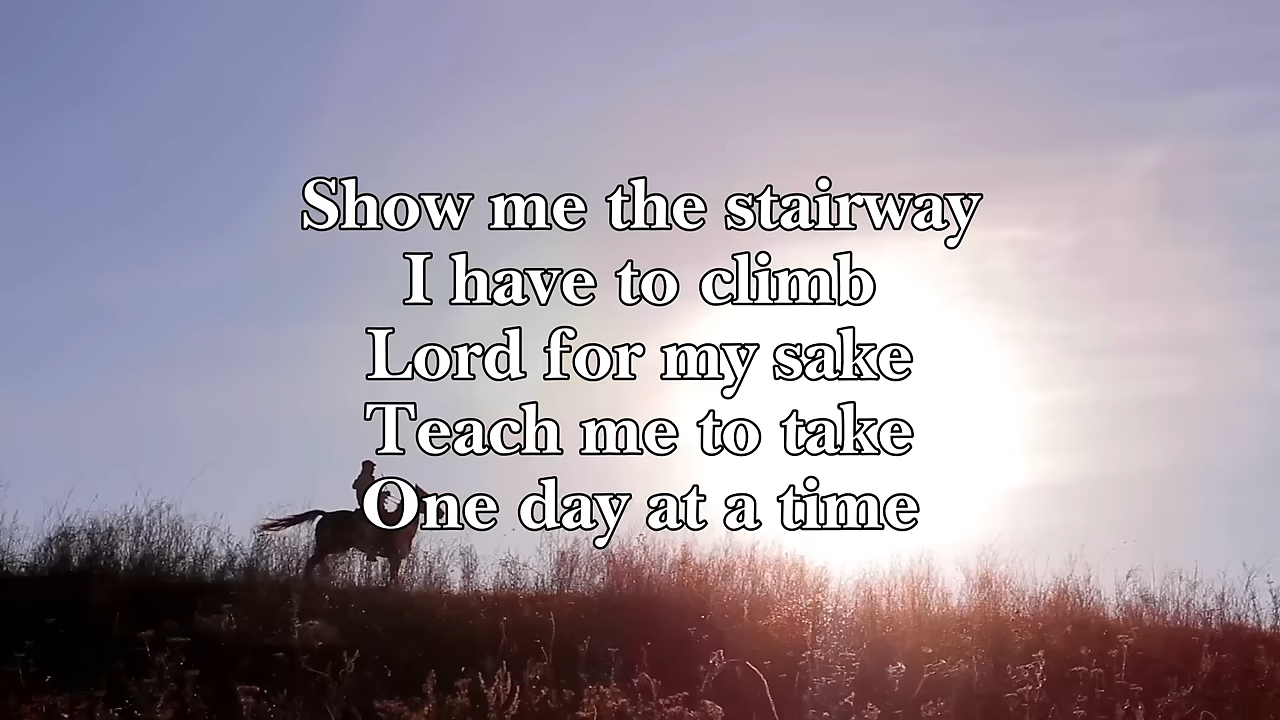 Show me the stairway
I have to climb
Lord for my sake
Teach me to take
One day at a time